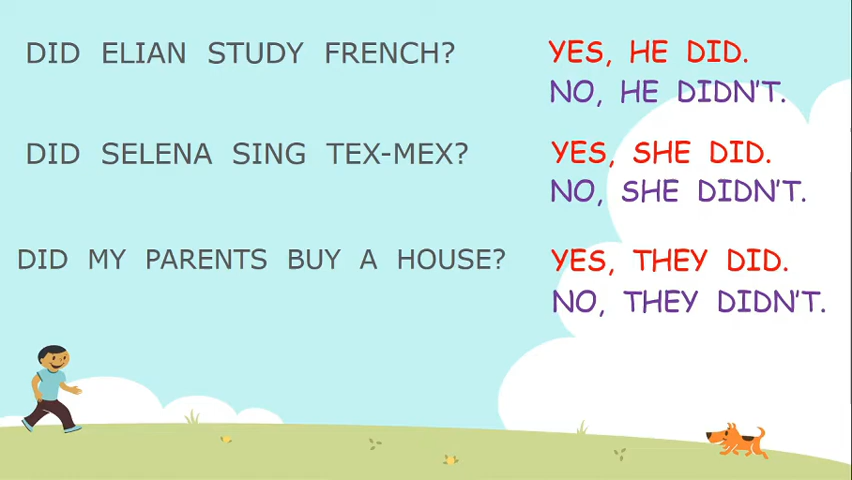 DID ELIAN STUDY FRENCH?
YES, HE DID.
NO, HE DIDN'T.
DID SELENA SING TEX-MEX?
YES, SHE DID.
NO, SHE DIDN'T.
DID MY PARENTS BUY A HOUSE?
YES, THEY DID.
NO, THEY DIDN'T.